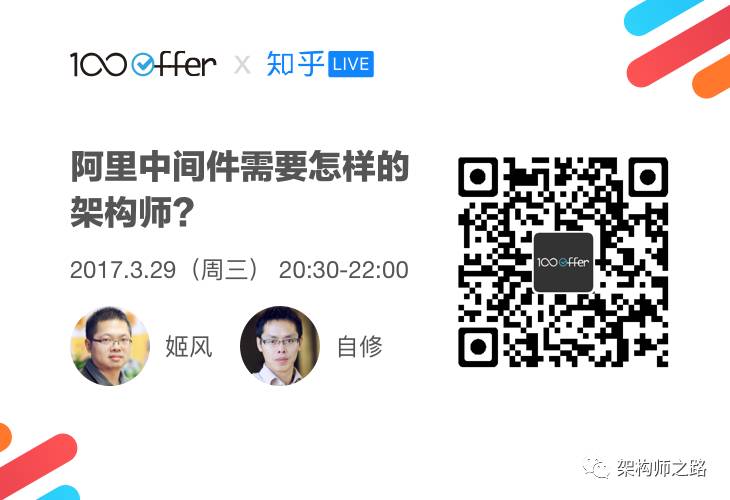 100offer x 知乎 LIVE
阿里中间件需要怎样的
架构师?
2017.3.29（周三） 20:30-22:00
姬风 自修
100offer
架构师之路